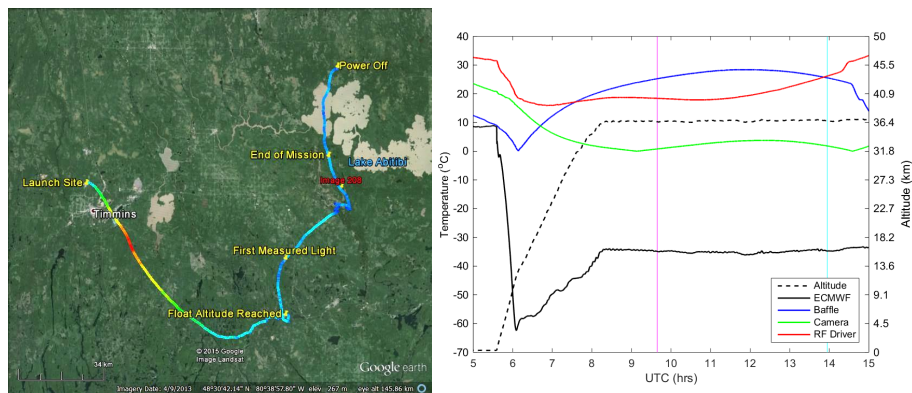 Power Off
End of Mission
Lake Abitibi
Image 208
Launch Site
Timmins
First Measured Light
Float Altitude Reached
© 2015 Google
Image Landsat
34 km
Google earth
Imagery Date: 4/9/2013 48°30'42.14" N 80°38'57.80" W elev 267 m eye alt 145.86 km
40
30
20
10
0
-10
-20
-30
-40
-50
-60
-70
Temperature (°C)
50
45.5
40.9
36.4
31.8
27.3
22.7
18.2
13.6
9.1
4.5
0
Altitude (km)
Altitude
ECMWF
Baffle
Camera
RF Driver
5 6 7 8 9 10 11 12 13 14 15
UTC (hrs)